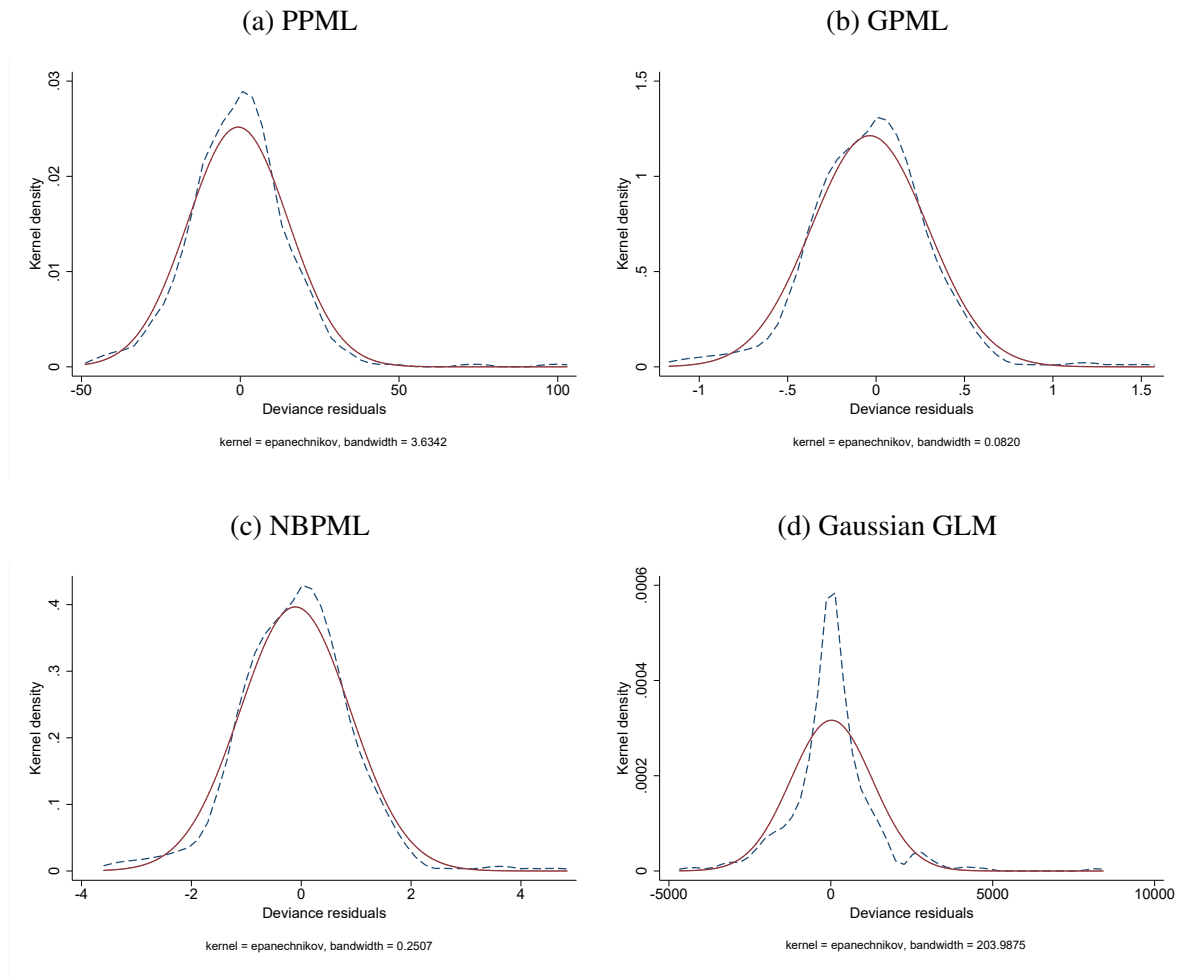 (a) PPML
Kernel density
0
.01
.02
.03
-50
0
50
100
Deviance residuals
kernel = epanechnikov, bandwidth = 3.6342
(b) GPML
Kernel density
0
.5
1
1.5
-1
-.5
0
.5
1
1.5
Deviance residuals
kernel = epanechnikov, bandwidth = 0.0820
(c) NBPML
Kernel density
0
.1
.2
.3
.4
-4
-2
0
2
4
Deviance residuals
kernel = epanechnikov, bandwidth = 0.2507
(d) Gaussian GLM
Kernel density
0
.0002
.0004
.0006
-5000
0
5000
10000
Deviance residuals
kernel = epanechnikov, bandwidth = 203.9875